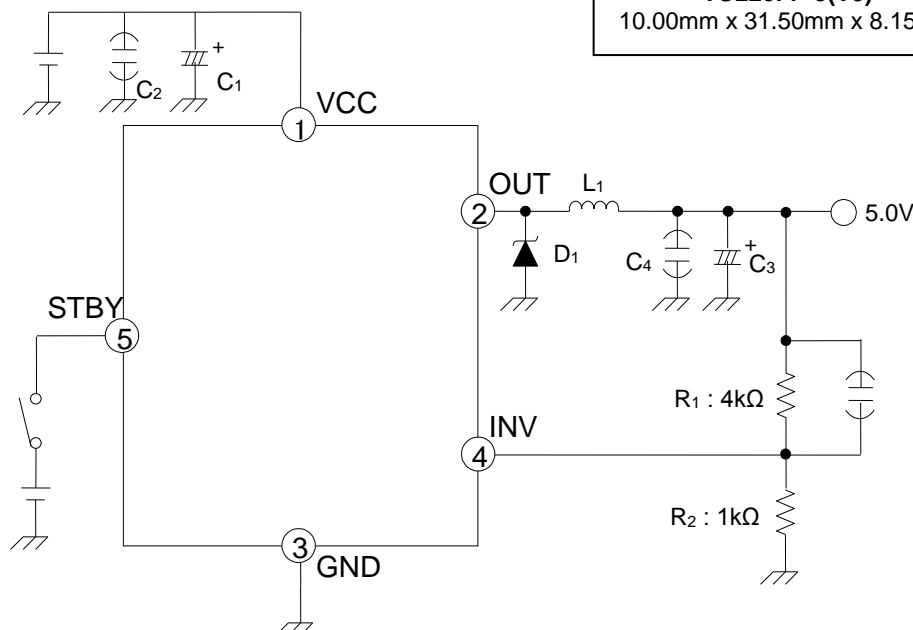 10.00mm x 31.50mm x 8.15
+
C2
C1
VCC
1
OUT
2
L1
5.0V
D1
C4
+
C3
STBY
5
R1 : 4kΩ
INV
4
R2 : 1kΩ
3
GND